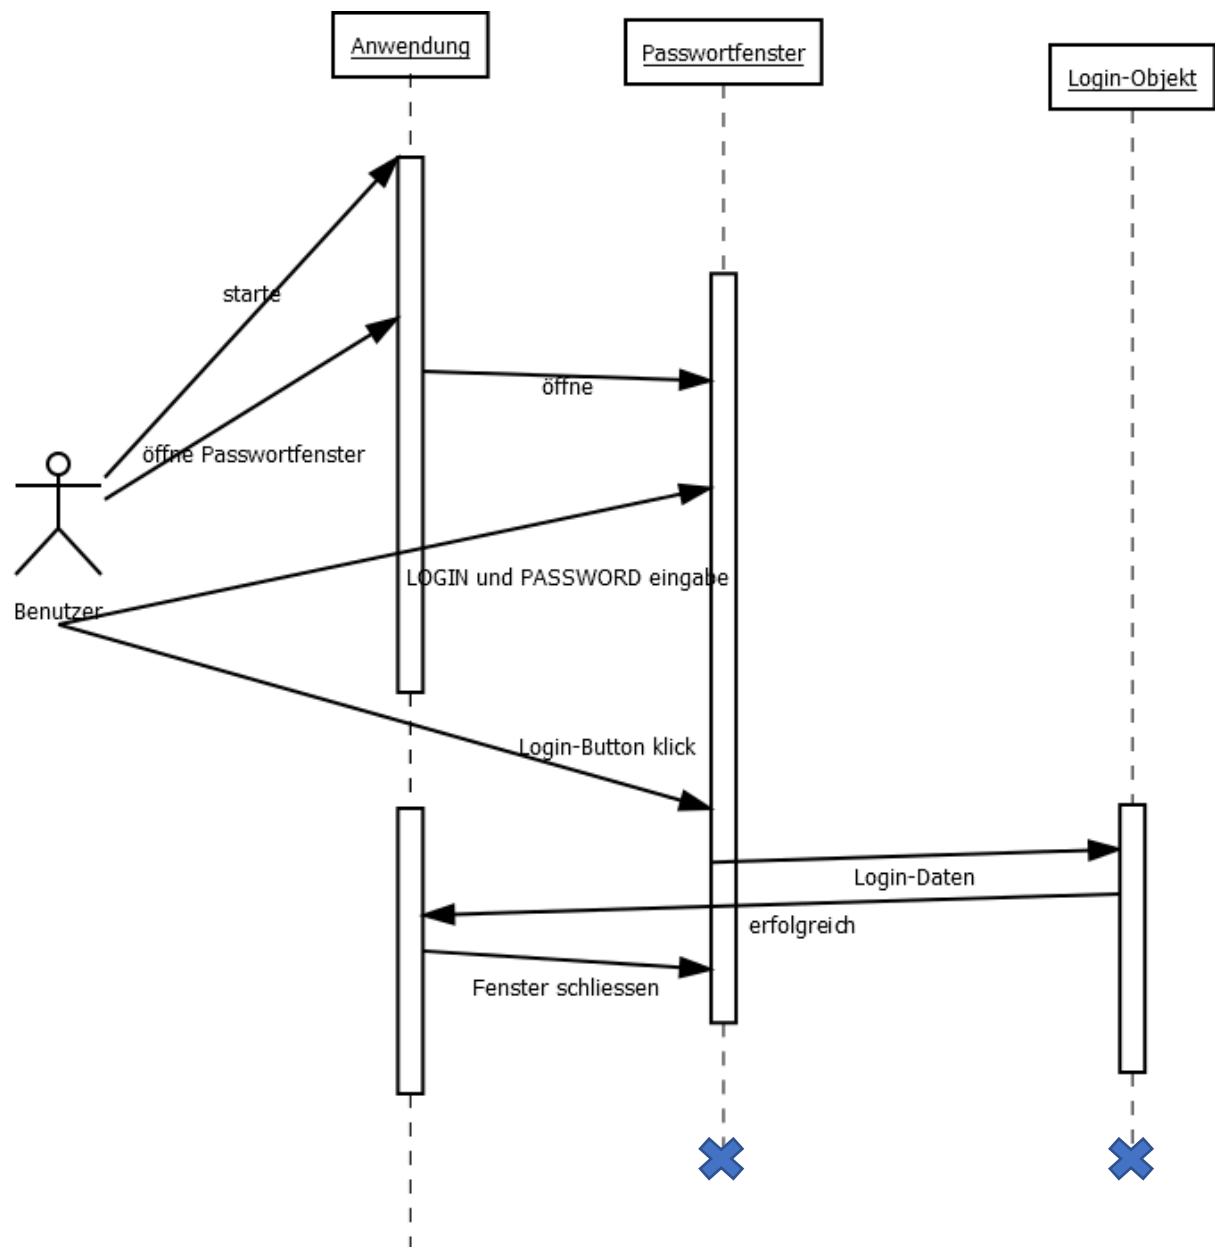 Anwendung
Passwortfenster
Login-Objekt
starte
öffne
öffne Passwortfenster
LOGIN und PASSWORD eingabe
Benutzer
Login-Button klick
Login-Daten
erfolgreich
Fenster schliessen